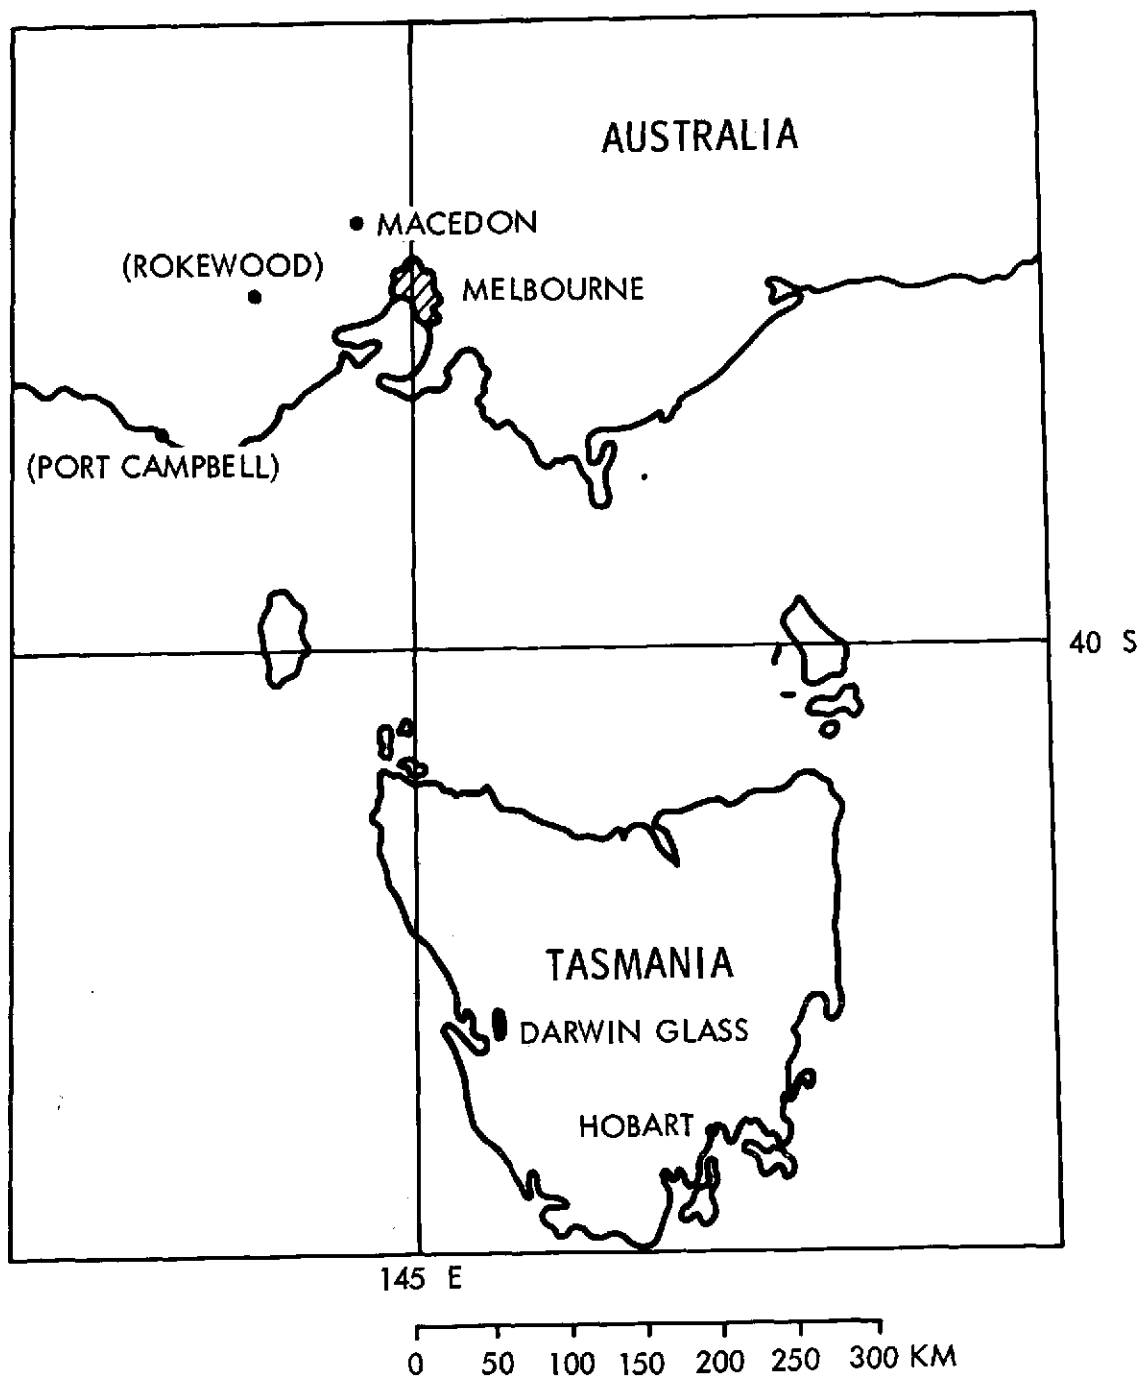 AUSTRALIA
MACEDON
(ROKEWOOD)
MELBOURNE
(PORT CAMPBELL)
40 S
TASMANIA
DARWIN GLASS
HOBART
145 E
0 50 100 150 200 250 300 KM